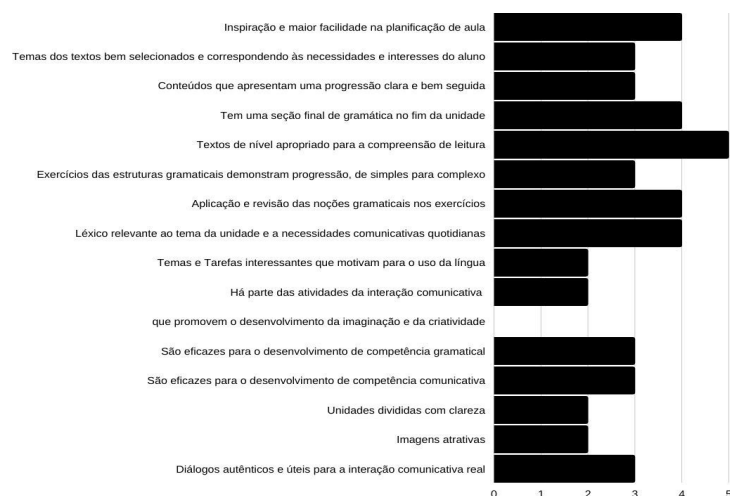 Inspiração e maior facilidade na planificação de aula
Temas dos textos bem selecionados e correspondendo às necessidades e interesses do aluno
Conteúdos que apresentam uma progressão clara e bem seguida
Tem uma seção final de gramática no fim da unidade
Textos de nível apropriado para a compreensão de leitura
Exercícios das estruturas gramaticais demonstram progressão, de simples para complexo
Aplicação e revisão das noções gramaticais nos exercícios
Léxico relevante ao tema da unidade e a necessidades comunicativas quotidianas
Temas e Tarefas interessantes que motivam para o uso da língua
Há parte das atividades da interação comunicativa
que promovem o desenvolvimento da imaginação e da criatividade
São eficazes para o desenvolvimento de competência gramatical
São eficazes para o desenvolvimento de competência comunicativa
Unidades divididas com clareza
Imagens atrativas
Diálogos autênticos e úteis para a interação comunicativa real
0 1 2 3 4 5